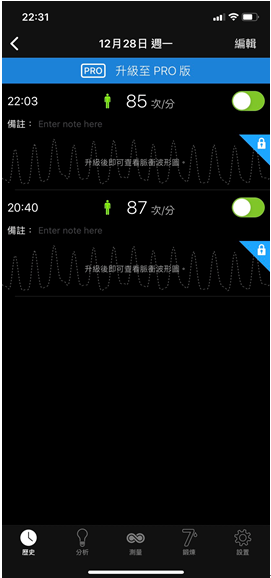 22:31
12月28日 週一
編輯
PRO 升級至 PRO 版
22:03 85 次/分
備註： Enter note here
升級後即可查看脈衝波形圖。
20:40 87 次/分
備註： Enter note here
升級後即可查看脈衝波形圖。
歷史 分析 測量 鍛煉 設置